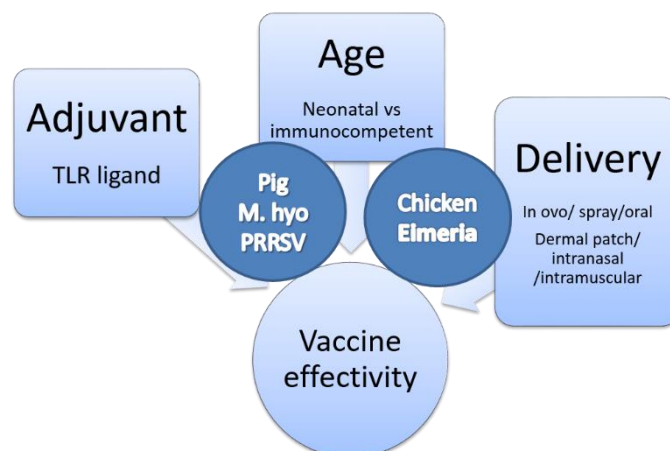 Adjuvant
TLR ligand
Age
Neonatal vs
immunocompetent
Delivery
In ovo/ spray/oral
Dermal patch/
intranasal
/intramuscular
Pig
M. hyo
PRRSV
Chicken
Eimeria
Vaccine
effectivity